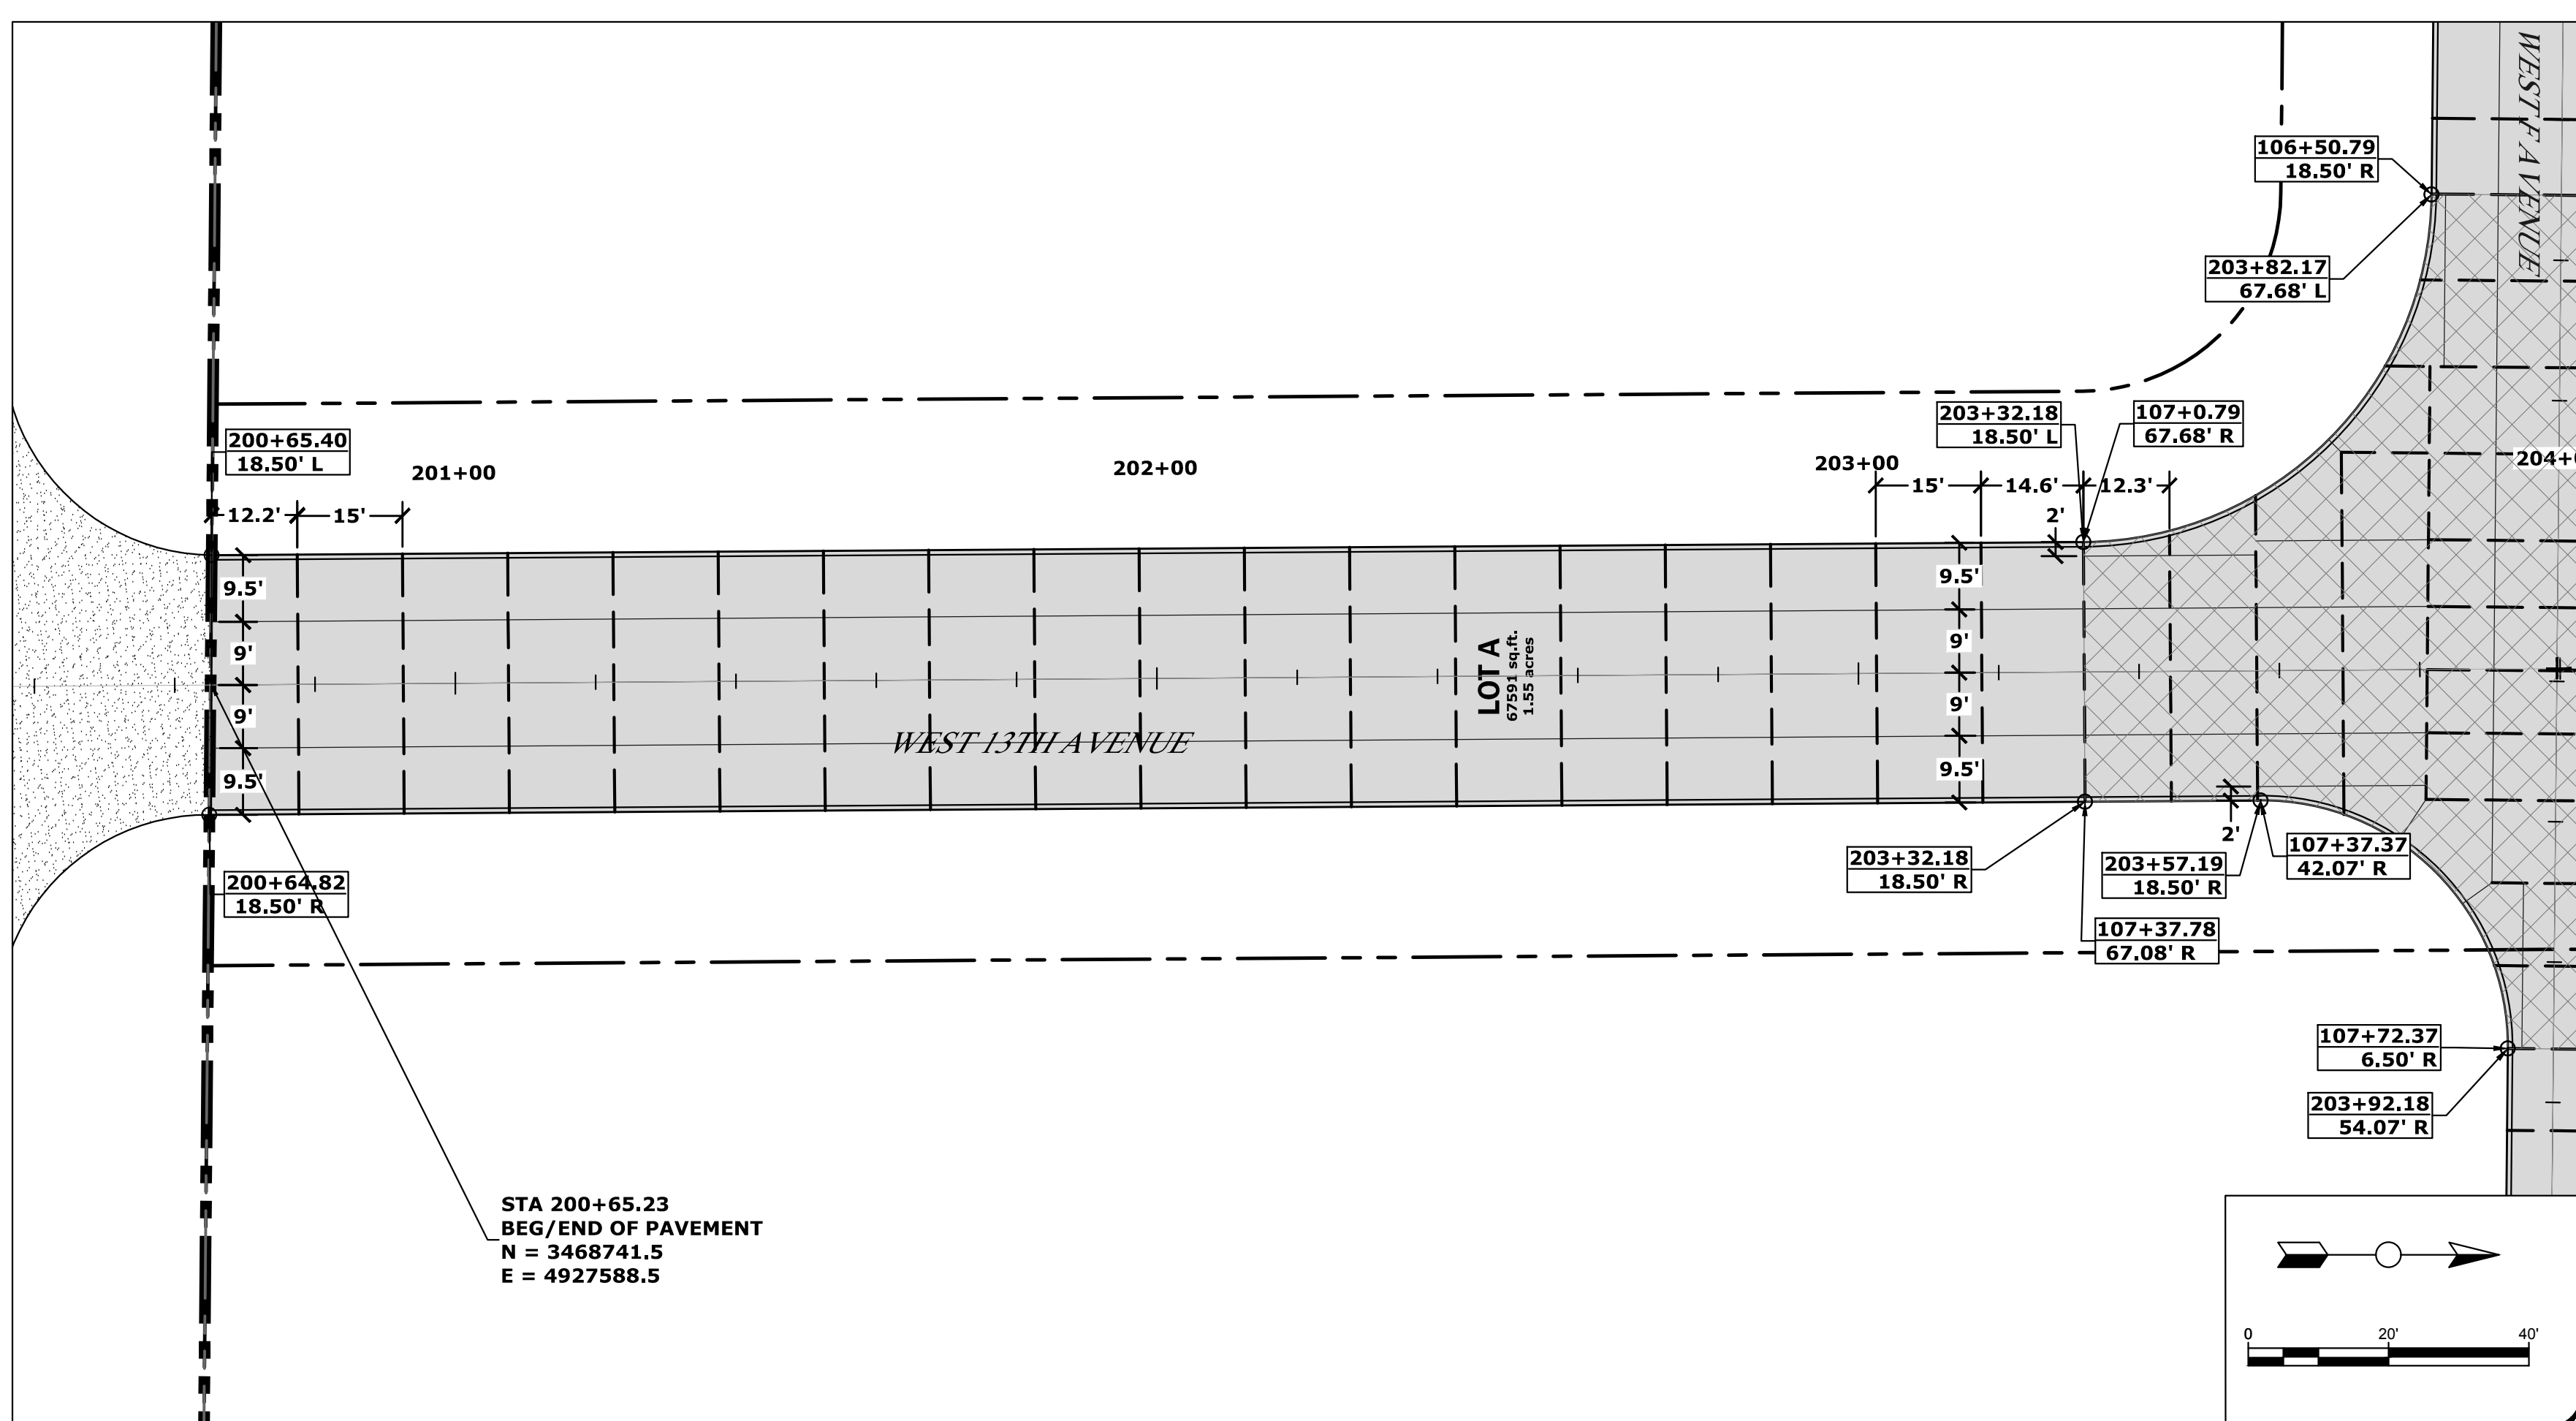 WEST F AVENUE
106+50.79
18.50' R
203+82.17
67.68' L
203+32.18
18.50' L
107+0.79
67.68' R
200+65.40
18.50' L
201+00
202+00
203+00
204+
15'
14.6'
12.3'
12.2'
15'
2'
9.5'
9'
9'
9.5'
9.5'
9'
9'
9.5'
LOT A
67591 sq.ft.
1.55 acres
WEST 13TH AVENUE
2'
200+64.82
18.50' R
203+32.18
18.50' R
203+57.19
18.50' R
107+37.37
42.07' R
107+37.78
67.08' R
107+72.37
6.50' R
203+92.18
54.07' R
STA 200+65.23
BEG/END OF PAVEMENT
N = 3468741.5
E = 4927588.5
0
20'
40'